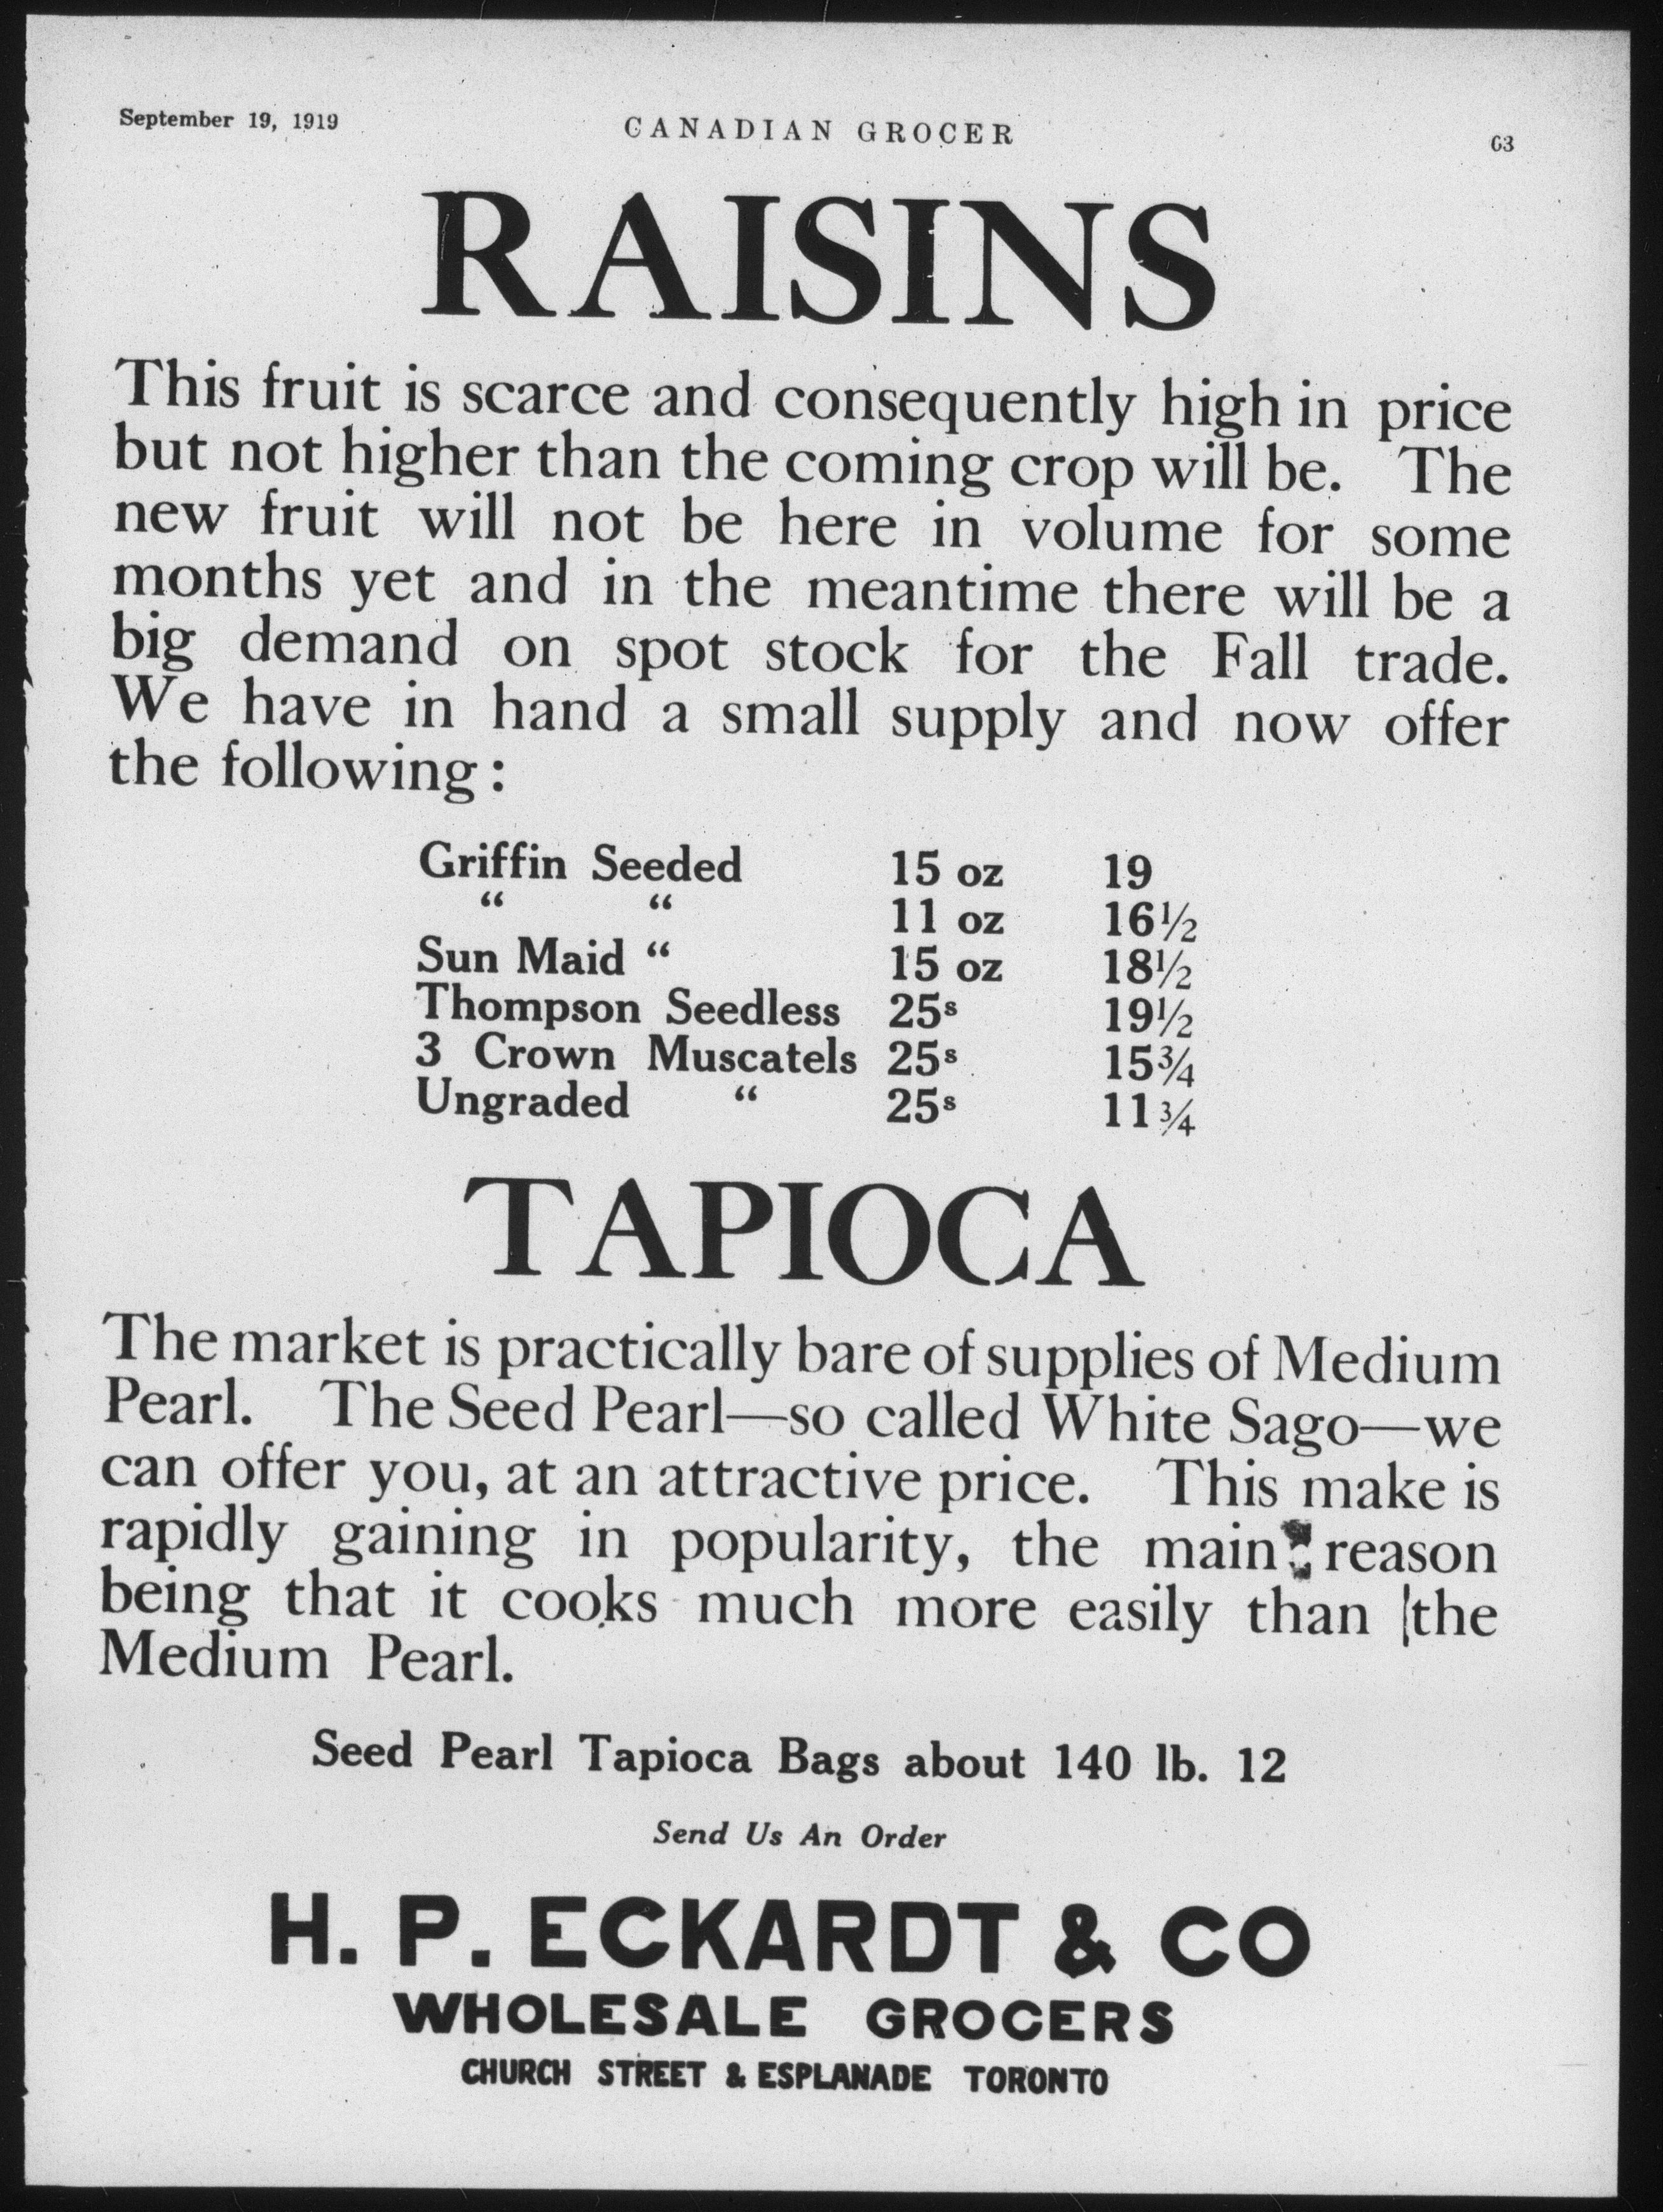 September 19, 1919
CANADIAN GROCER
63
RAISINS
This fruit is scarce and consequently high in price
but not higher than the coming crop will be. The
new fruit will not be here in volume for some
months yet and in the meantime there will be a
big demand on spot stock for the Fall trade.
We have in hand a small supply and now offer
the following:
Griffin Seeded 15 oz 19
“ “ 11 oz 16½
Sun Maid “ 15 oz 18½
Thompson Seedless 25s 19½
3 Crown Muscatels 25s 15¾
Ungraded “ 25s 11¾
TAPIOCA
The market is practically bare of supplies of Medium
Pearl. The Seed Pearl—so called White Sago—we
can offer you, at an attractive price. This make is
rapidly gaining in popularity, the main reason
being that it cooks much more easily than the
Medium Pearl.
Seed Pearl Tapioca Bags about 140 lb. 12
Send Us An Order
H. P. ECKARDT & CO
WHOLESALE GROCERS
CHURCH STREET & ESPLANADE TORONTO